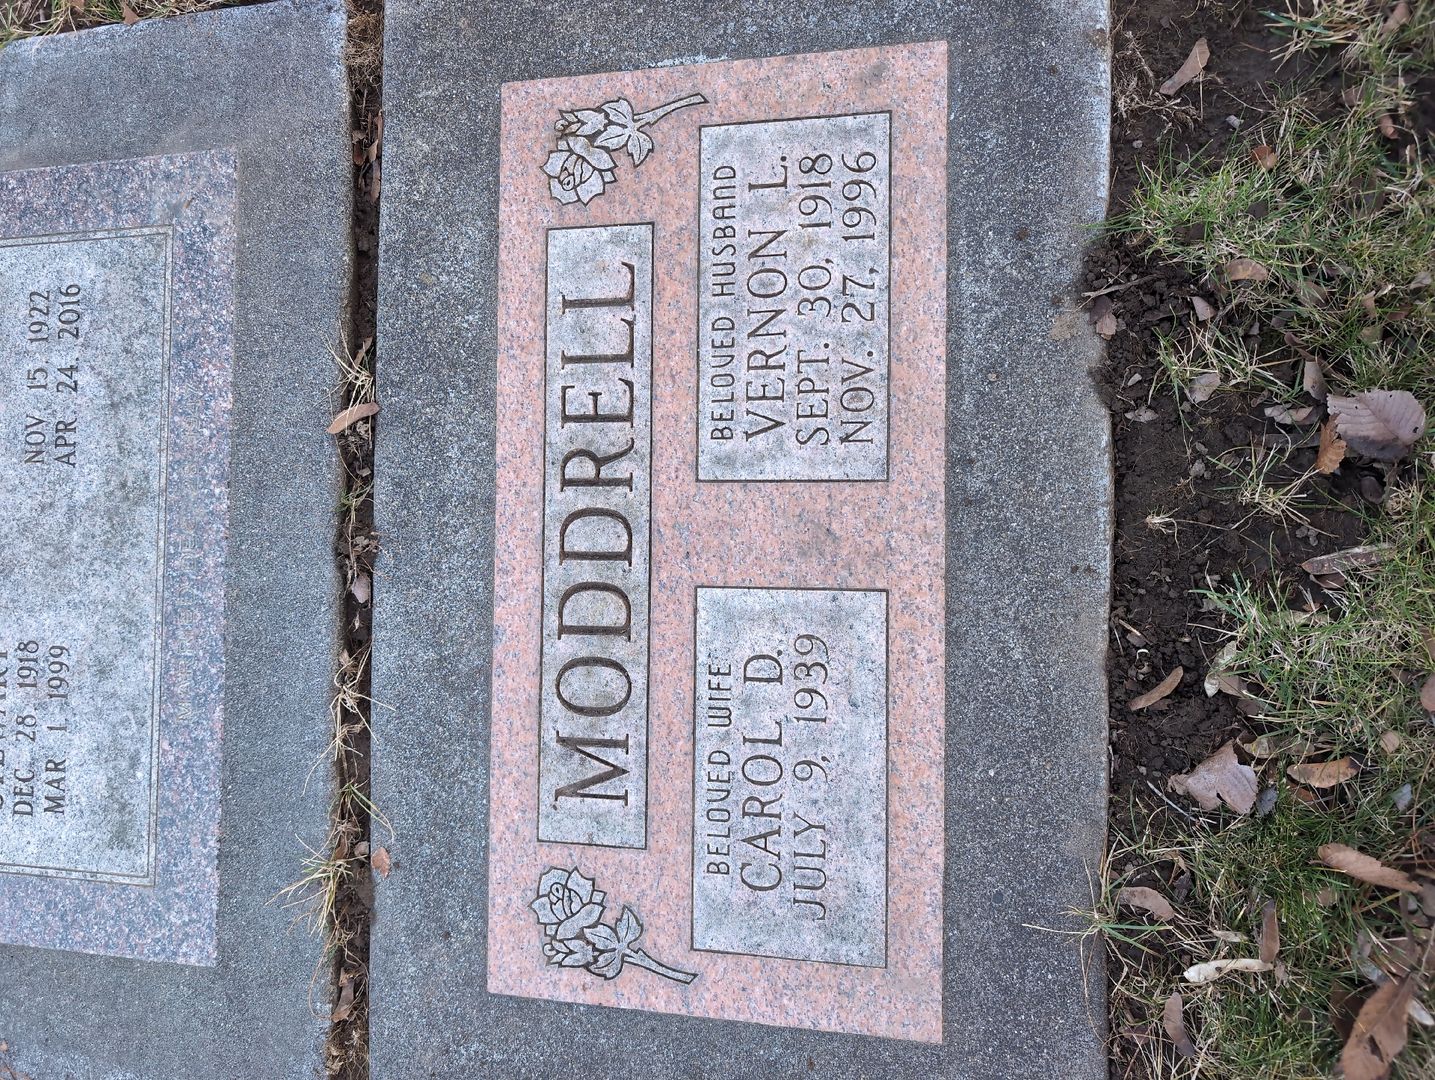 MODDRELL
BELOVED WIFE
CAROL D.
JULY 9, 1939
BELOVED HUSBAND
VERNON L.
SEPT. 30, 1918
NOV. 27, 1996
DEC. 28, 1918
MAR. 1, 1999
NOV. 15, 1922
APR. 24, 2016